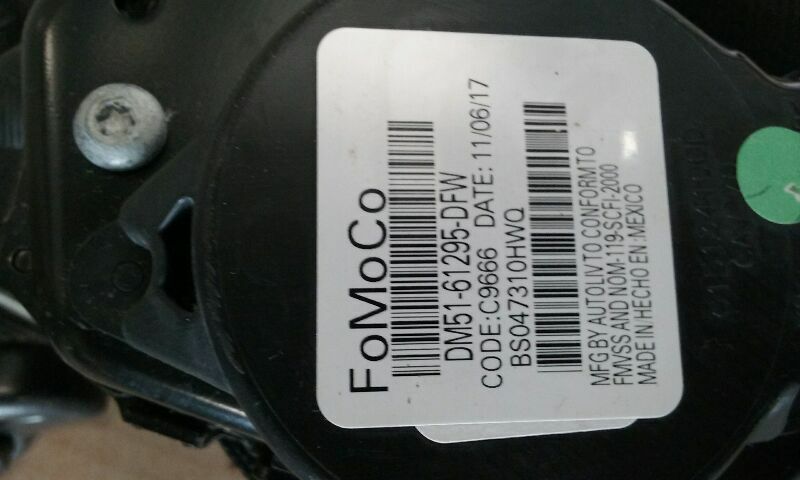 FoMoCo
DM51-61295-DFW
CODE:C9666 DATE: 11/06/17
BS047310HWQ
MFG BY AUTOLIV TO CONFORM TO
FMVSS AND NOM-119-SCFI-2000
MADE IN HECHO EN:MEXICO